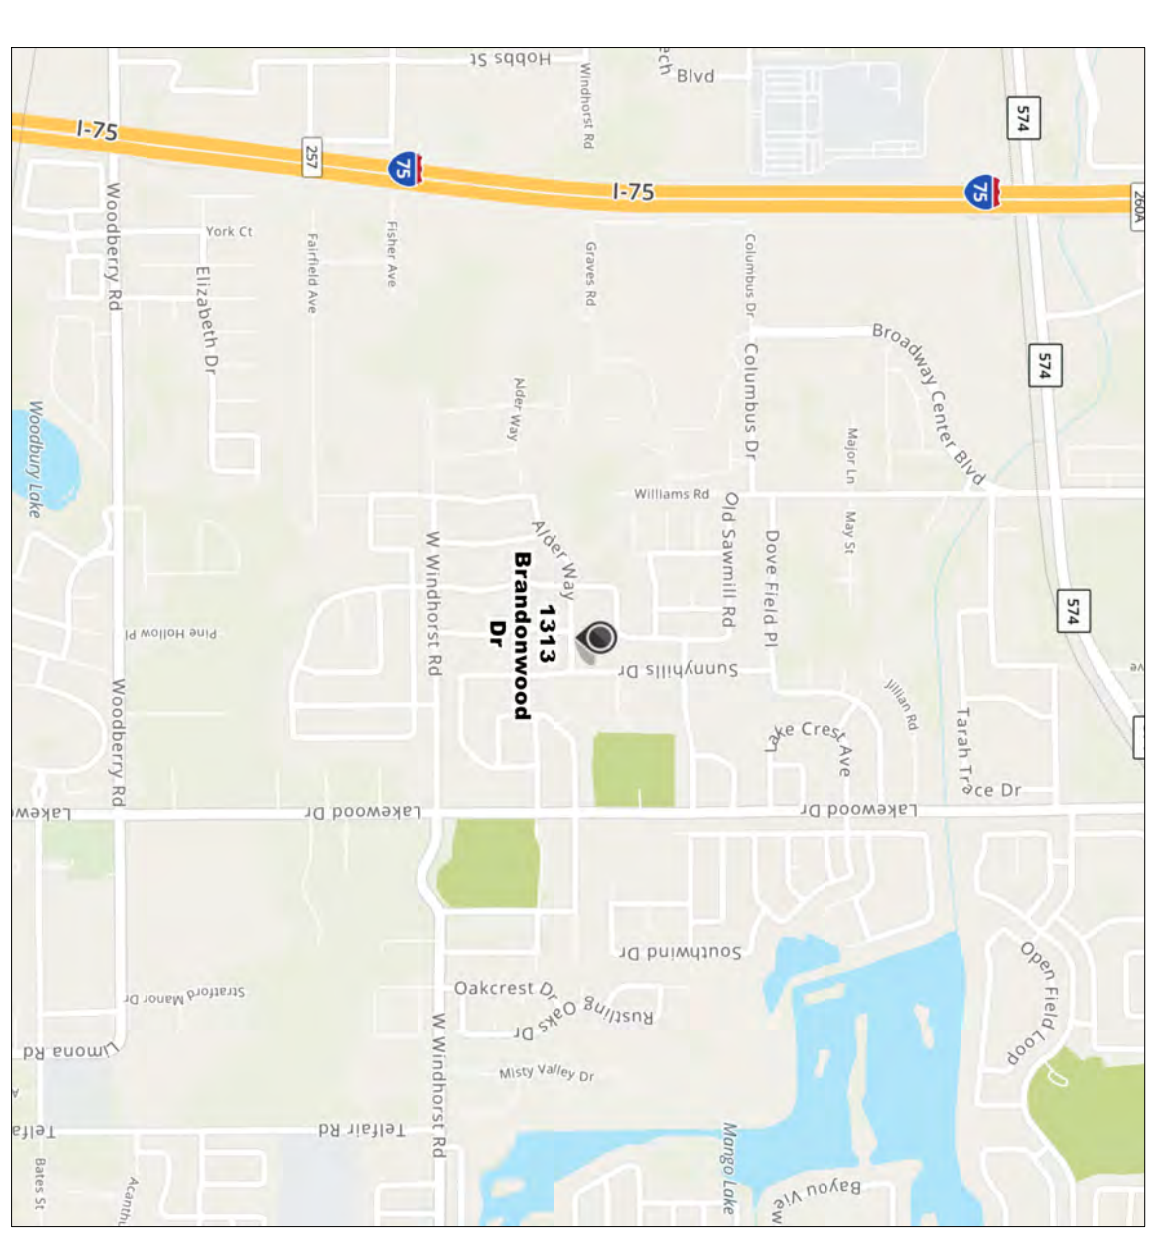 Hobbs St
Windhorst Rd
ech
Blvd
574
I-75
257
75
I-75
75
260A
Woodberry Rd
York Ct
Elizabeth Dr
Fairfield Ave
Fisher Ave
Graves Rd
Columbus Dr
Columbus Dr
Broadway Center Blvd
574
Alder Way
Major Ln
Woodbury Lake
Williams Rd
Old Sawmill Rd
May St
Alder Way
W Windhorst Rd
Dove Field Pl
1313
Brandonwood
Dr
574
Pine Hollow Pl
Sunnyhills Dr
ve
Woodberry Rd
Jillian Rd
Tarah Trace Dr
Lake Crest Ave
Lakew
Lakewood Dr
Lakewood Dr
Southwind Dr
Open Field Loop
Stratford Manor Dr
Oakcrest Dr
Rustling Oaks Dr
Limona Rd
W Windhorst Rd
Misty Valley Dr
A
Telfa
Telfair Rd
Mango Lake
Bates St
Acanthu
Bayou View